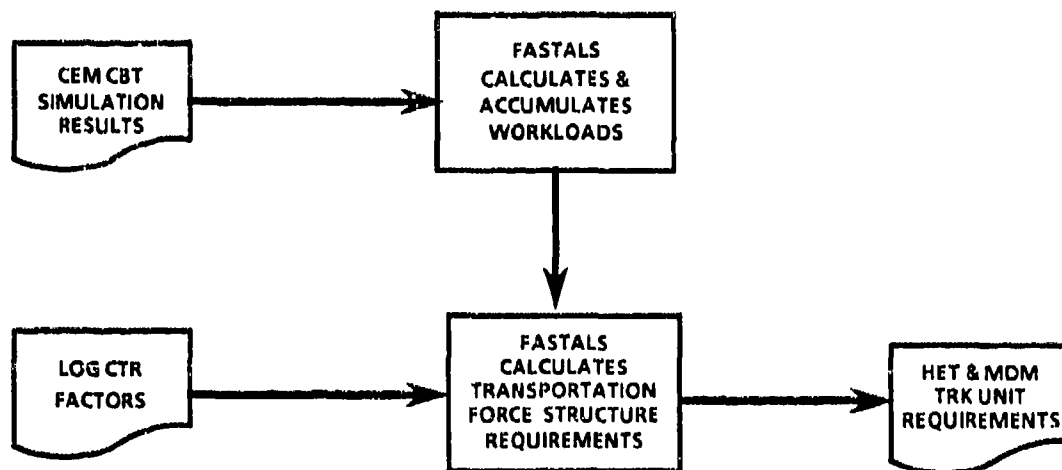 CEM CBT
SIMULATION
RESULTS
FASTALS
CALCULATES &
ACCUMULATES
WORKLOADS
LOG CTR
FACTORS
FASTALS
CALCULATES
TRANSPORTATION
FORCE STRUCTURE
REQUIREMENTS
HET & MDM
TRK UNIT
REQUIREMENTS